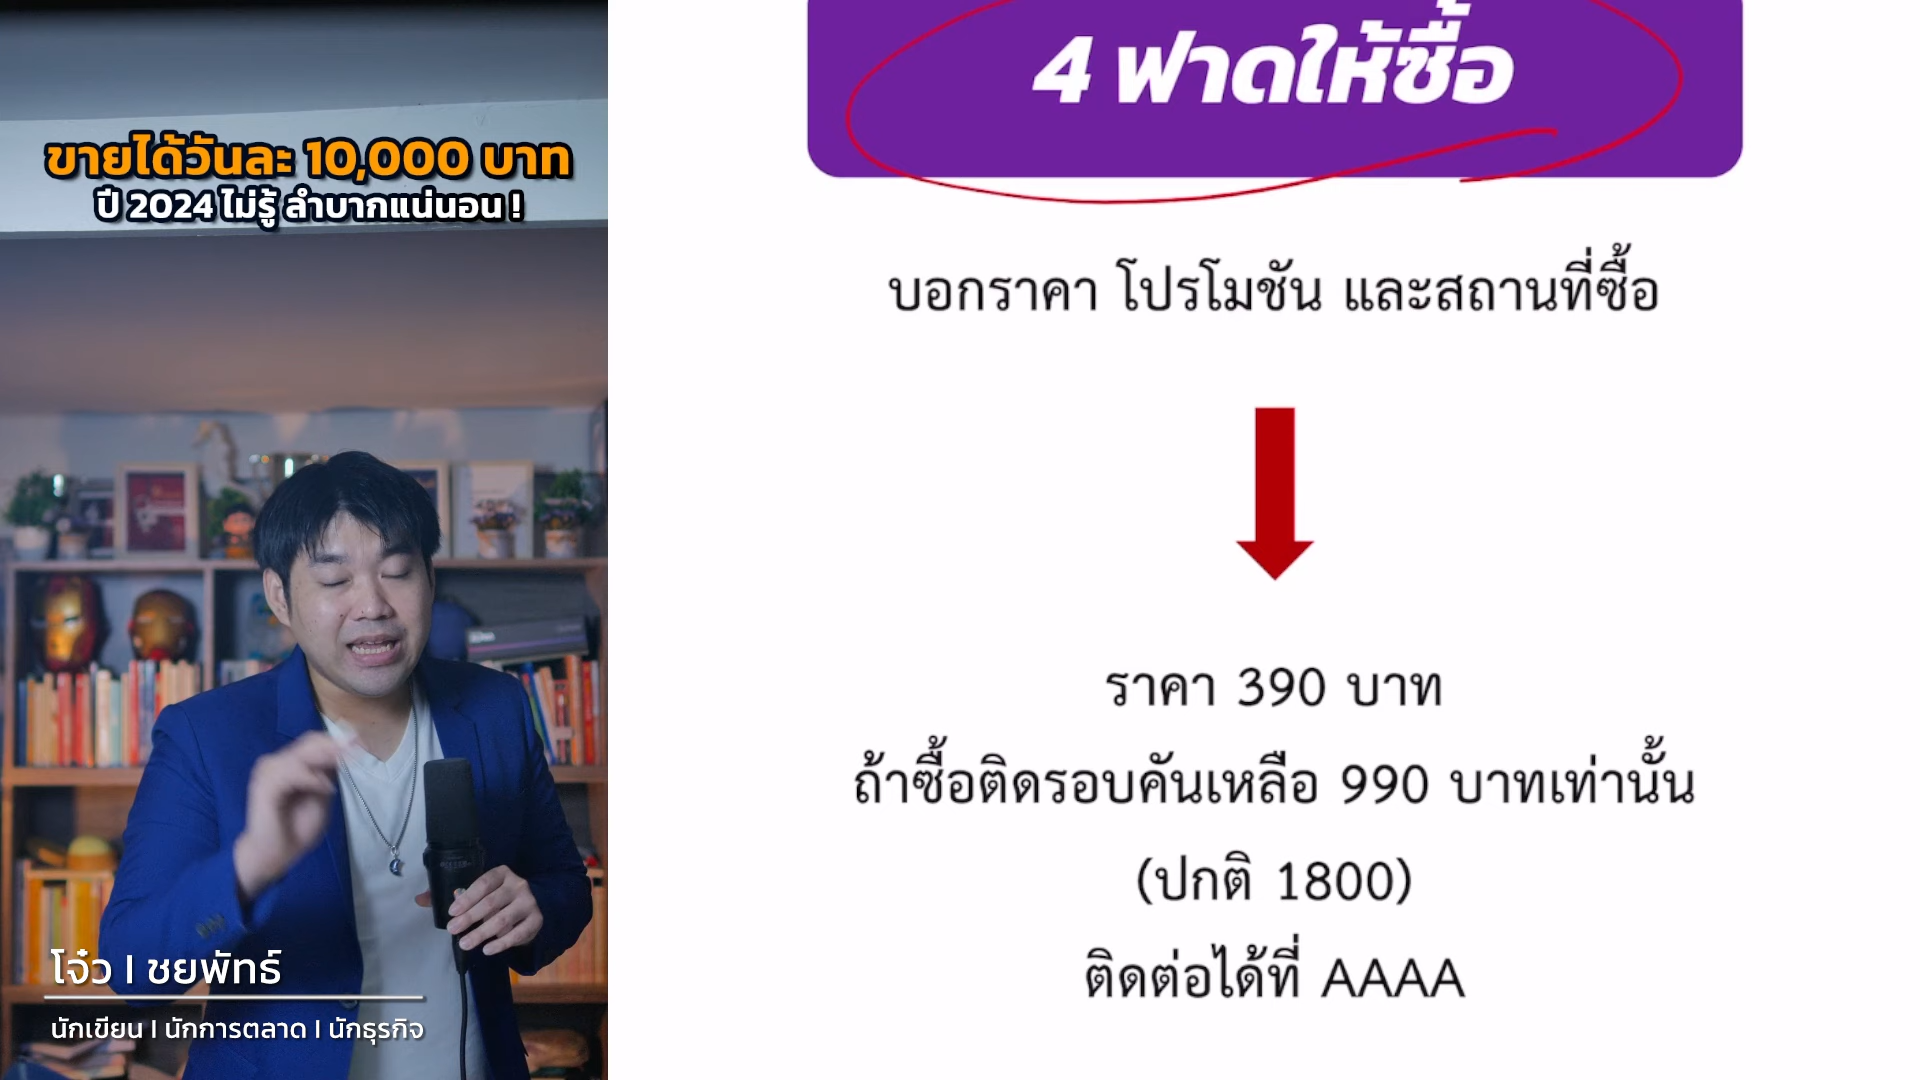 ขายได้วันละ 10,000 บาท
ปี 2024 ไม่รู้ ลำบากแน่นอน !
โจ๋ว I ชยพัทธ์
นักเขียน I นักการตลาด I นักธุรกิจ
4 ฟาดให้ซื้อ
บอกราคา โปรโมชัน และสถานที่ซื้อ
ราคา 390 บาท
ถ้าซื้อติดรอบคันเหลือ 990 บาทเท่านั้น
(ปกติ 1800)
ติดต่อได้ที่ AAAA